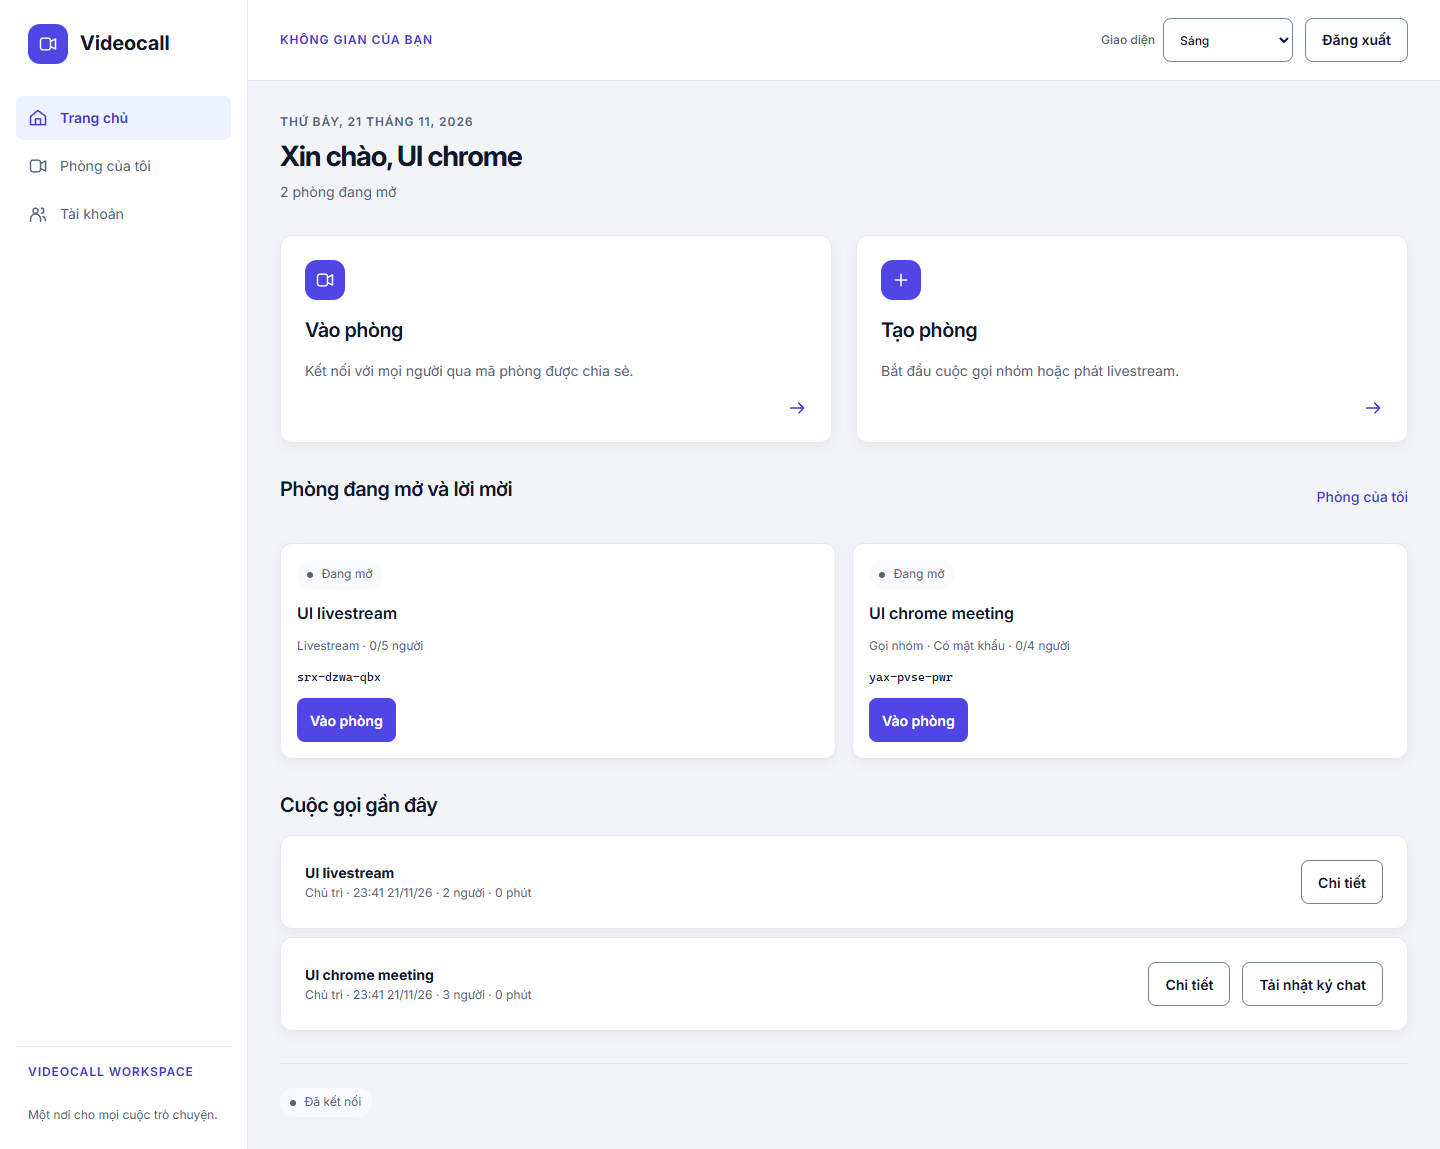 Videocall
Trang chủ
Phòng của tôi
Tài khoản
VIDEOCALL WORKSPACE
Một nơi cho mọi cuộc trò chuyện.
KHÔNG GIAN CỦA BẠN
Giao diện
Sáng
Đăng xuất
THỨ BẢY, 21 THÁNG 11, 2026
Xin chào, UI chrome
2 phòng đang mở
Vào phòng
Kết nối với mọi người qua mã phòng được chia sẻ.
Tạo phòng
Bắt đầu cuộc gọi nhóm hoặc phát livestream.
Phòng đang mở và lời mời
Phòng của tôi
Đang mở
UI livestream
Livestream · 0/5 người
srx-dzwa-qbx
Vào phòng
Đang mở
UI chrome meeting
Gọi nhóm · Có mật khẩu · 0/4 người
yax-pvse-pwr
Vào phòng
Cuộc gọi gần đây
UI livestream
Chủ trì · 23:41 21/11/26 · 2 người · 0 phút
Chi tiết
UI chrome meeting
Chủ trì · 23:41 21/11/26 · 3 người · 0 phút
Chi tiết
Tải nhật ký chat
Đã kết nối